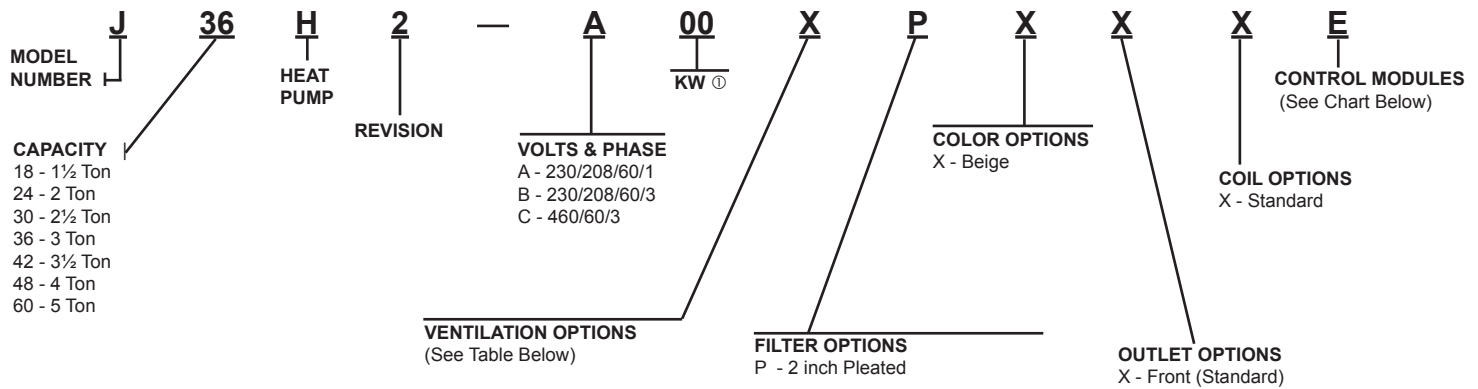 J 36 H 2 — A 00 X P X X X E
MODEL
NUMBER
HEAT
PUMP
KW ①
CONTROL MODULES
(See Chart Below)
REVISION
CAPACITY
18 - 1½ Ton
24 - 2 Ton
30 - 2½ Ton
36 - 3 Ton
42 - 3½ Ton
48 - 4 Ton
60 - 5 Ton
VOLTS & PHASE
A - 230/208/60/1
B - 230/208/60/3
C - 460/60/3
COLOR OPTIONS
X - Beige
COIL OPTIONS
X - Standard
VENTILATION OPTIONS
(See Table Below)
FILTER OPTIONS
P - 2 inch Pleated
OUTLET OPTIONS
X - Front (Standard)